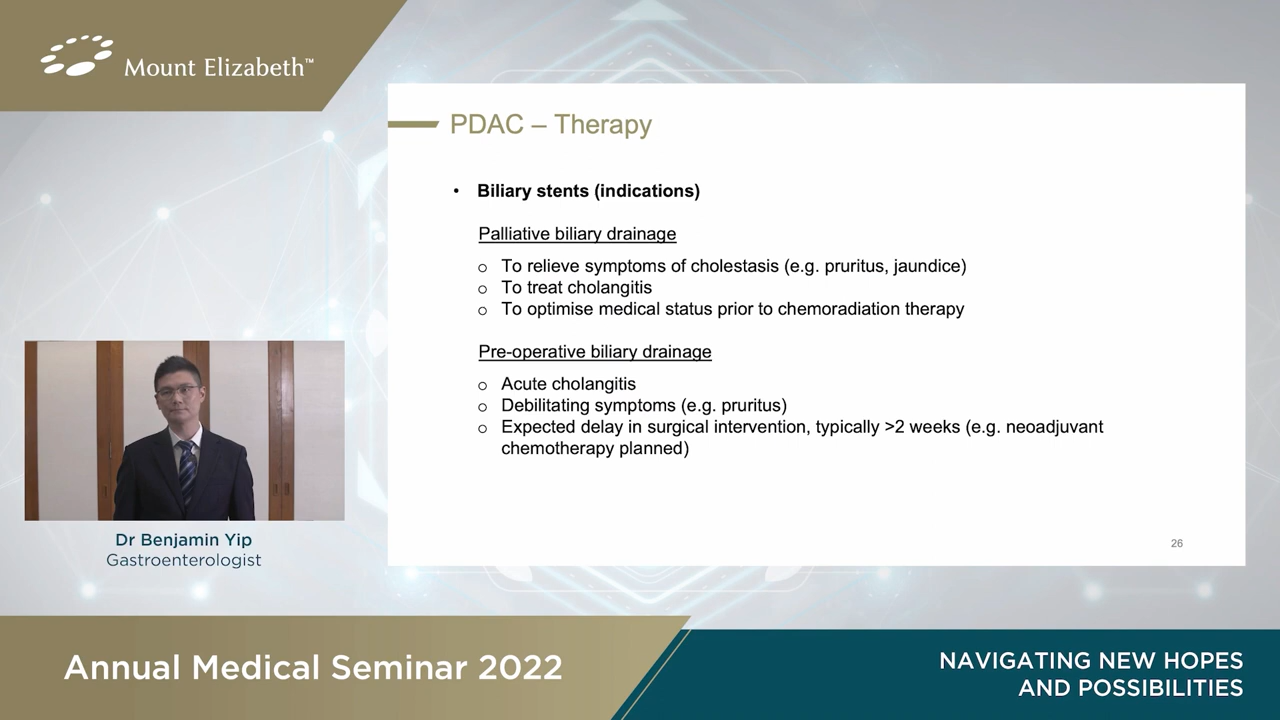 Mount Elizabeth™
PDAC – Therapy
• Biliary stents (indications)
Palliative biliary drainage
o To relieve symptoms of cholestasis (e.g. pruritus, jaundice)
o To treat cholangitis
o To optimise medical status prior to chemoradiation therapy
Pre-operative biliary drainage
o Acute cholangitis
o Debilitating symptoms (e.g. pruritus)
o Expected delay in surgical intervention, typically >2 weeks (e.g. neoadjuvant
chemotherapy planned)
26
Dr Benjamin Yip
Gastroenterologist
Annual Medical Seminar 2022
NAVIGATING NEW HOPES
AND POSSIBILITIES